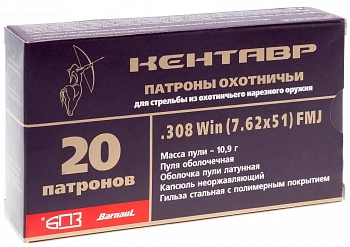 КЕНТАВР
ПАТРОНЫ ОХОТНИЧЬИ
для стрельбы из охотничьего нарезного оружия
.308 Win (7.62x51) FMJ
20
патронов
Масса пули - 10,9 г
Пуля оболочечная
Оболочка пули латунная
Капсюль неоржавляющий
Гильза стальная с полимерным покрытием
БПЗ
Barnaul